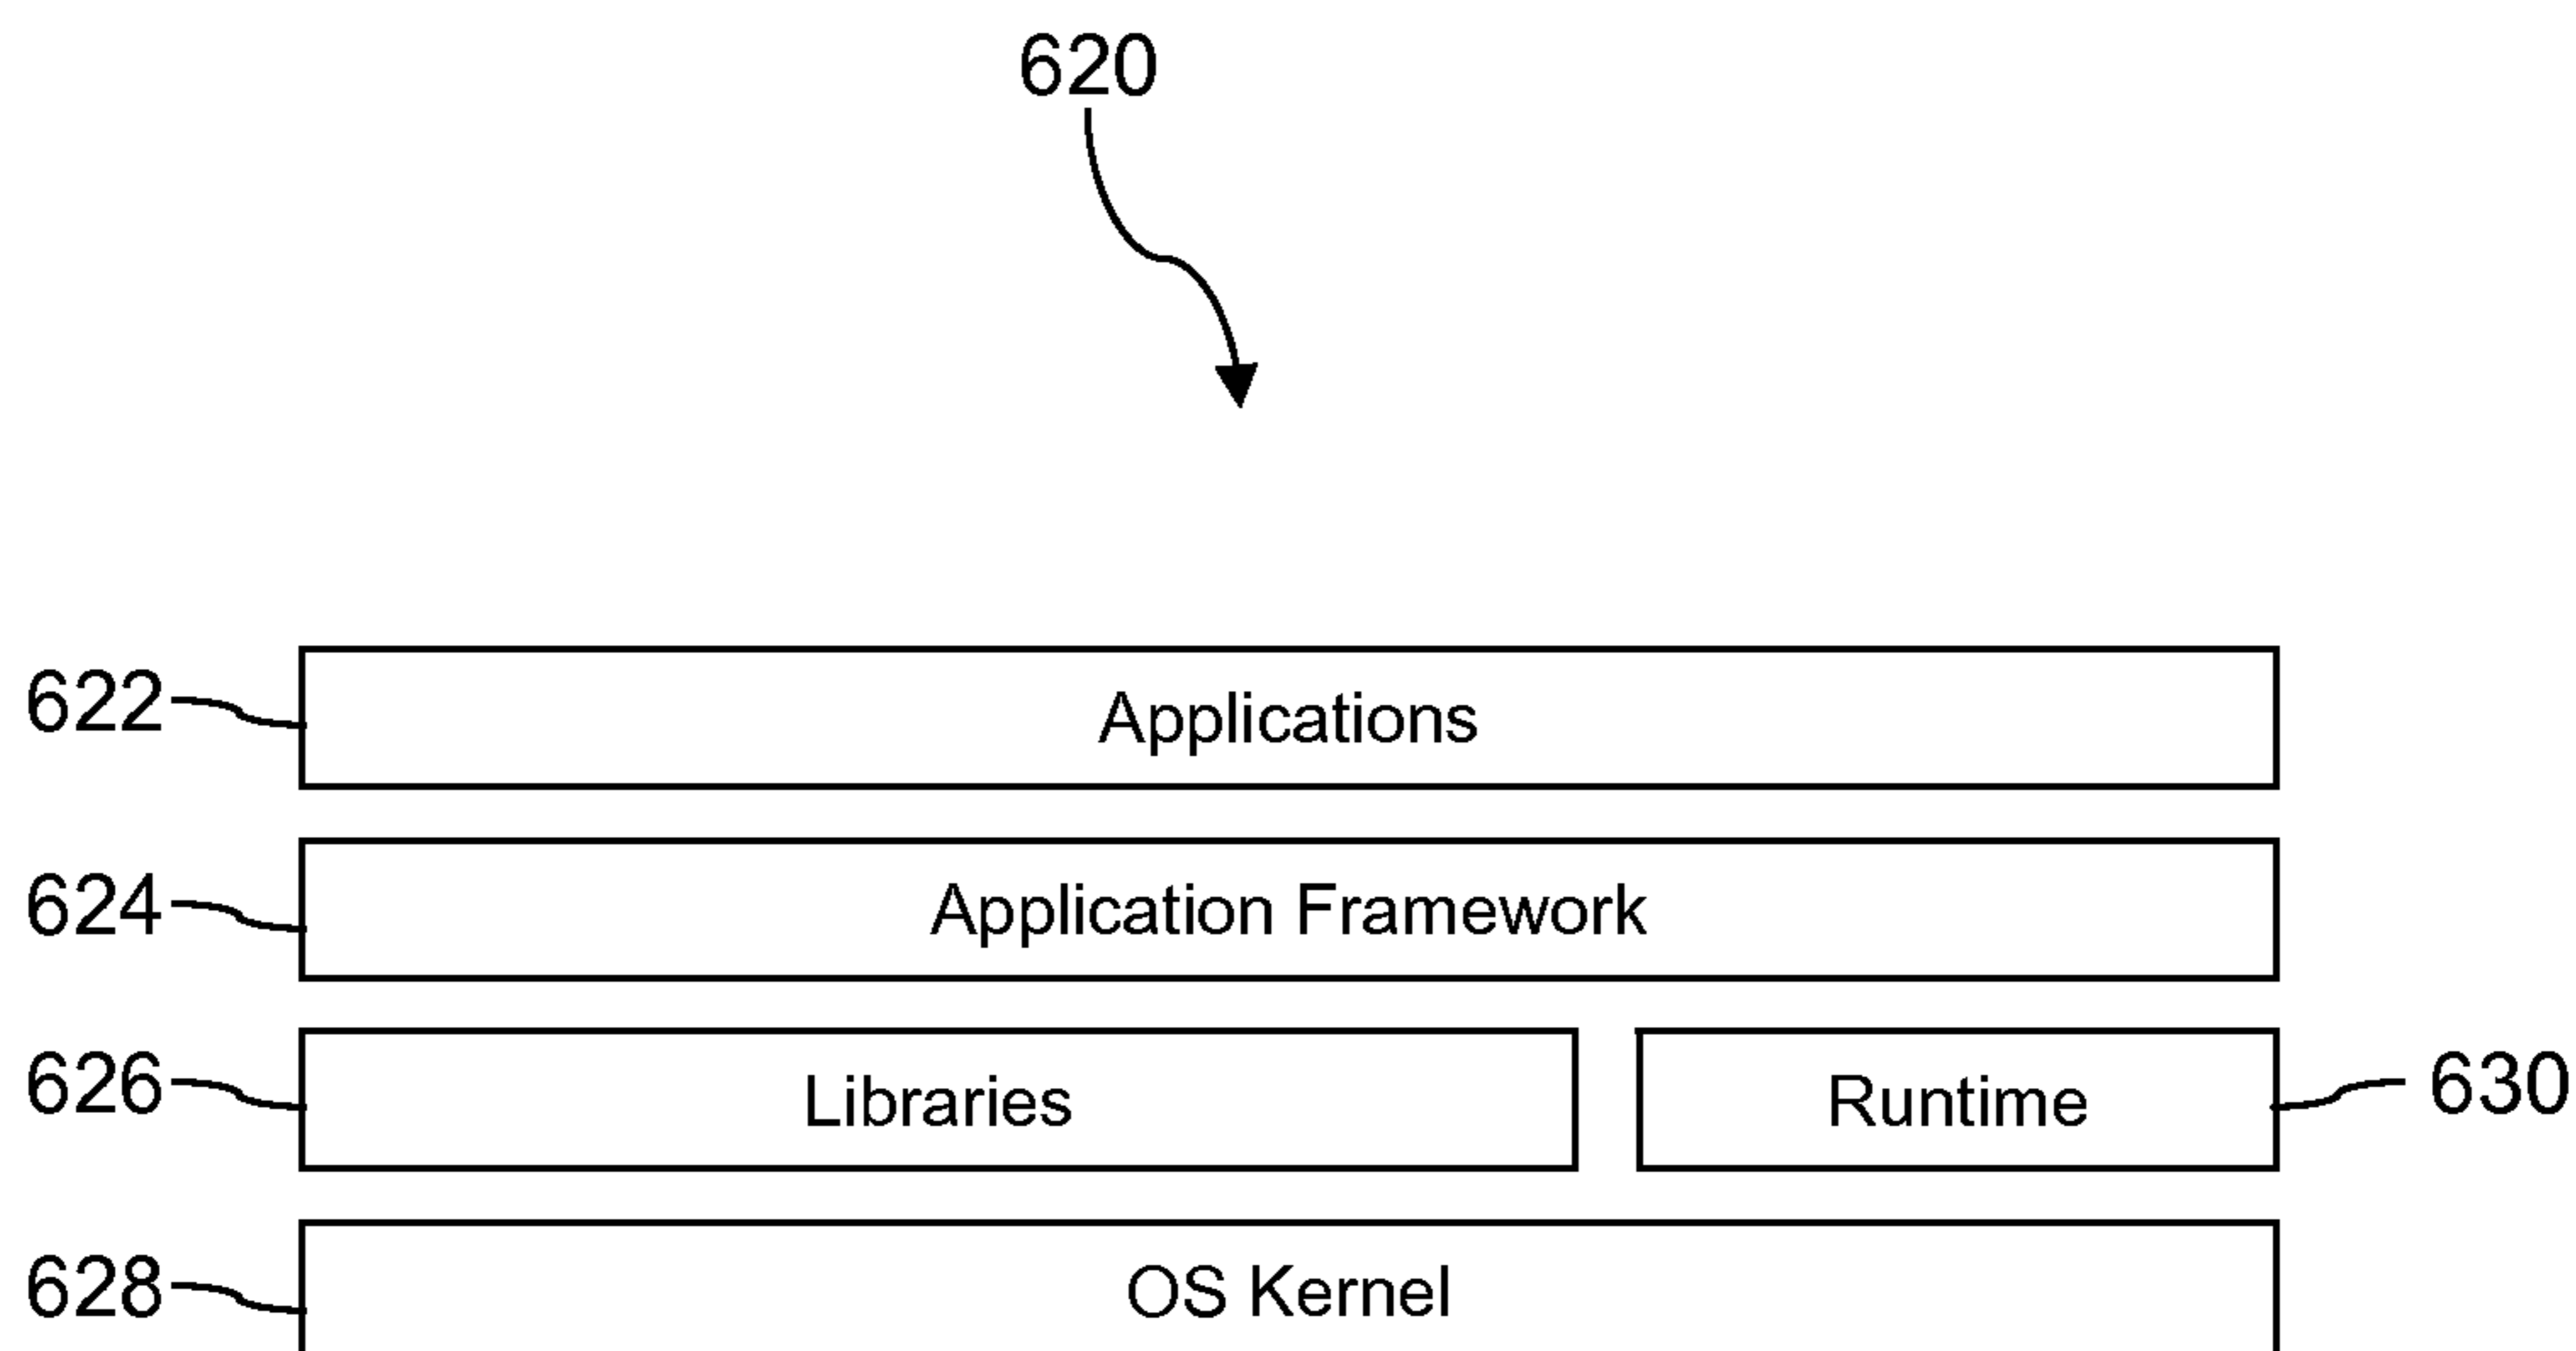 620
622 Applications
624 Application Framework
626 Libraries Runtime 630
628 OS Kernel